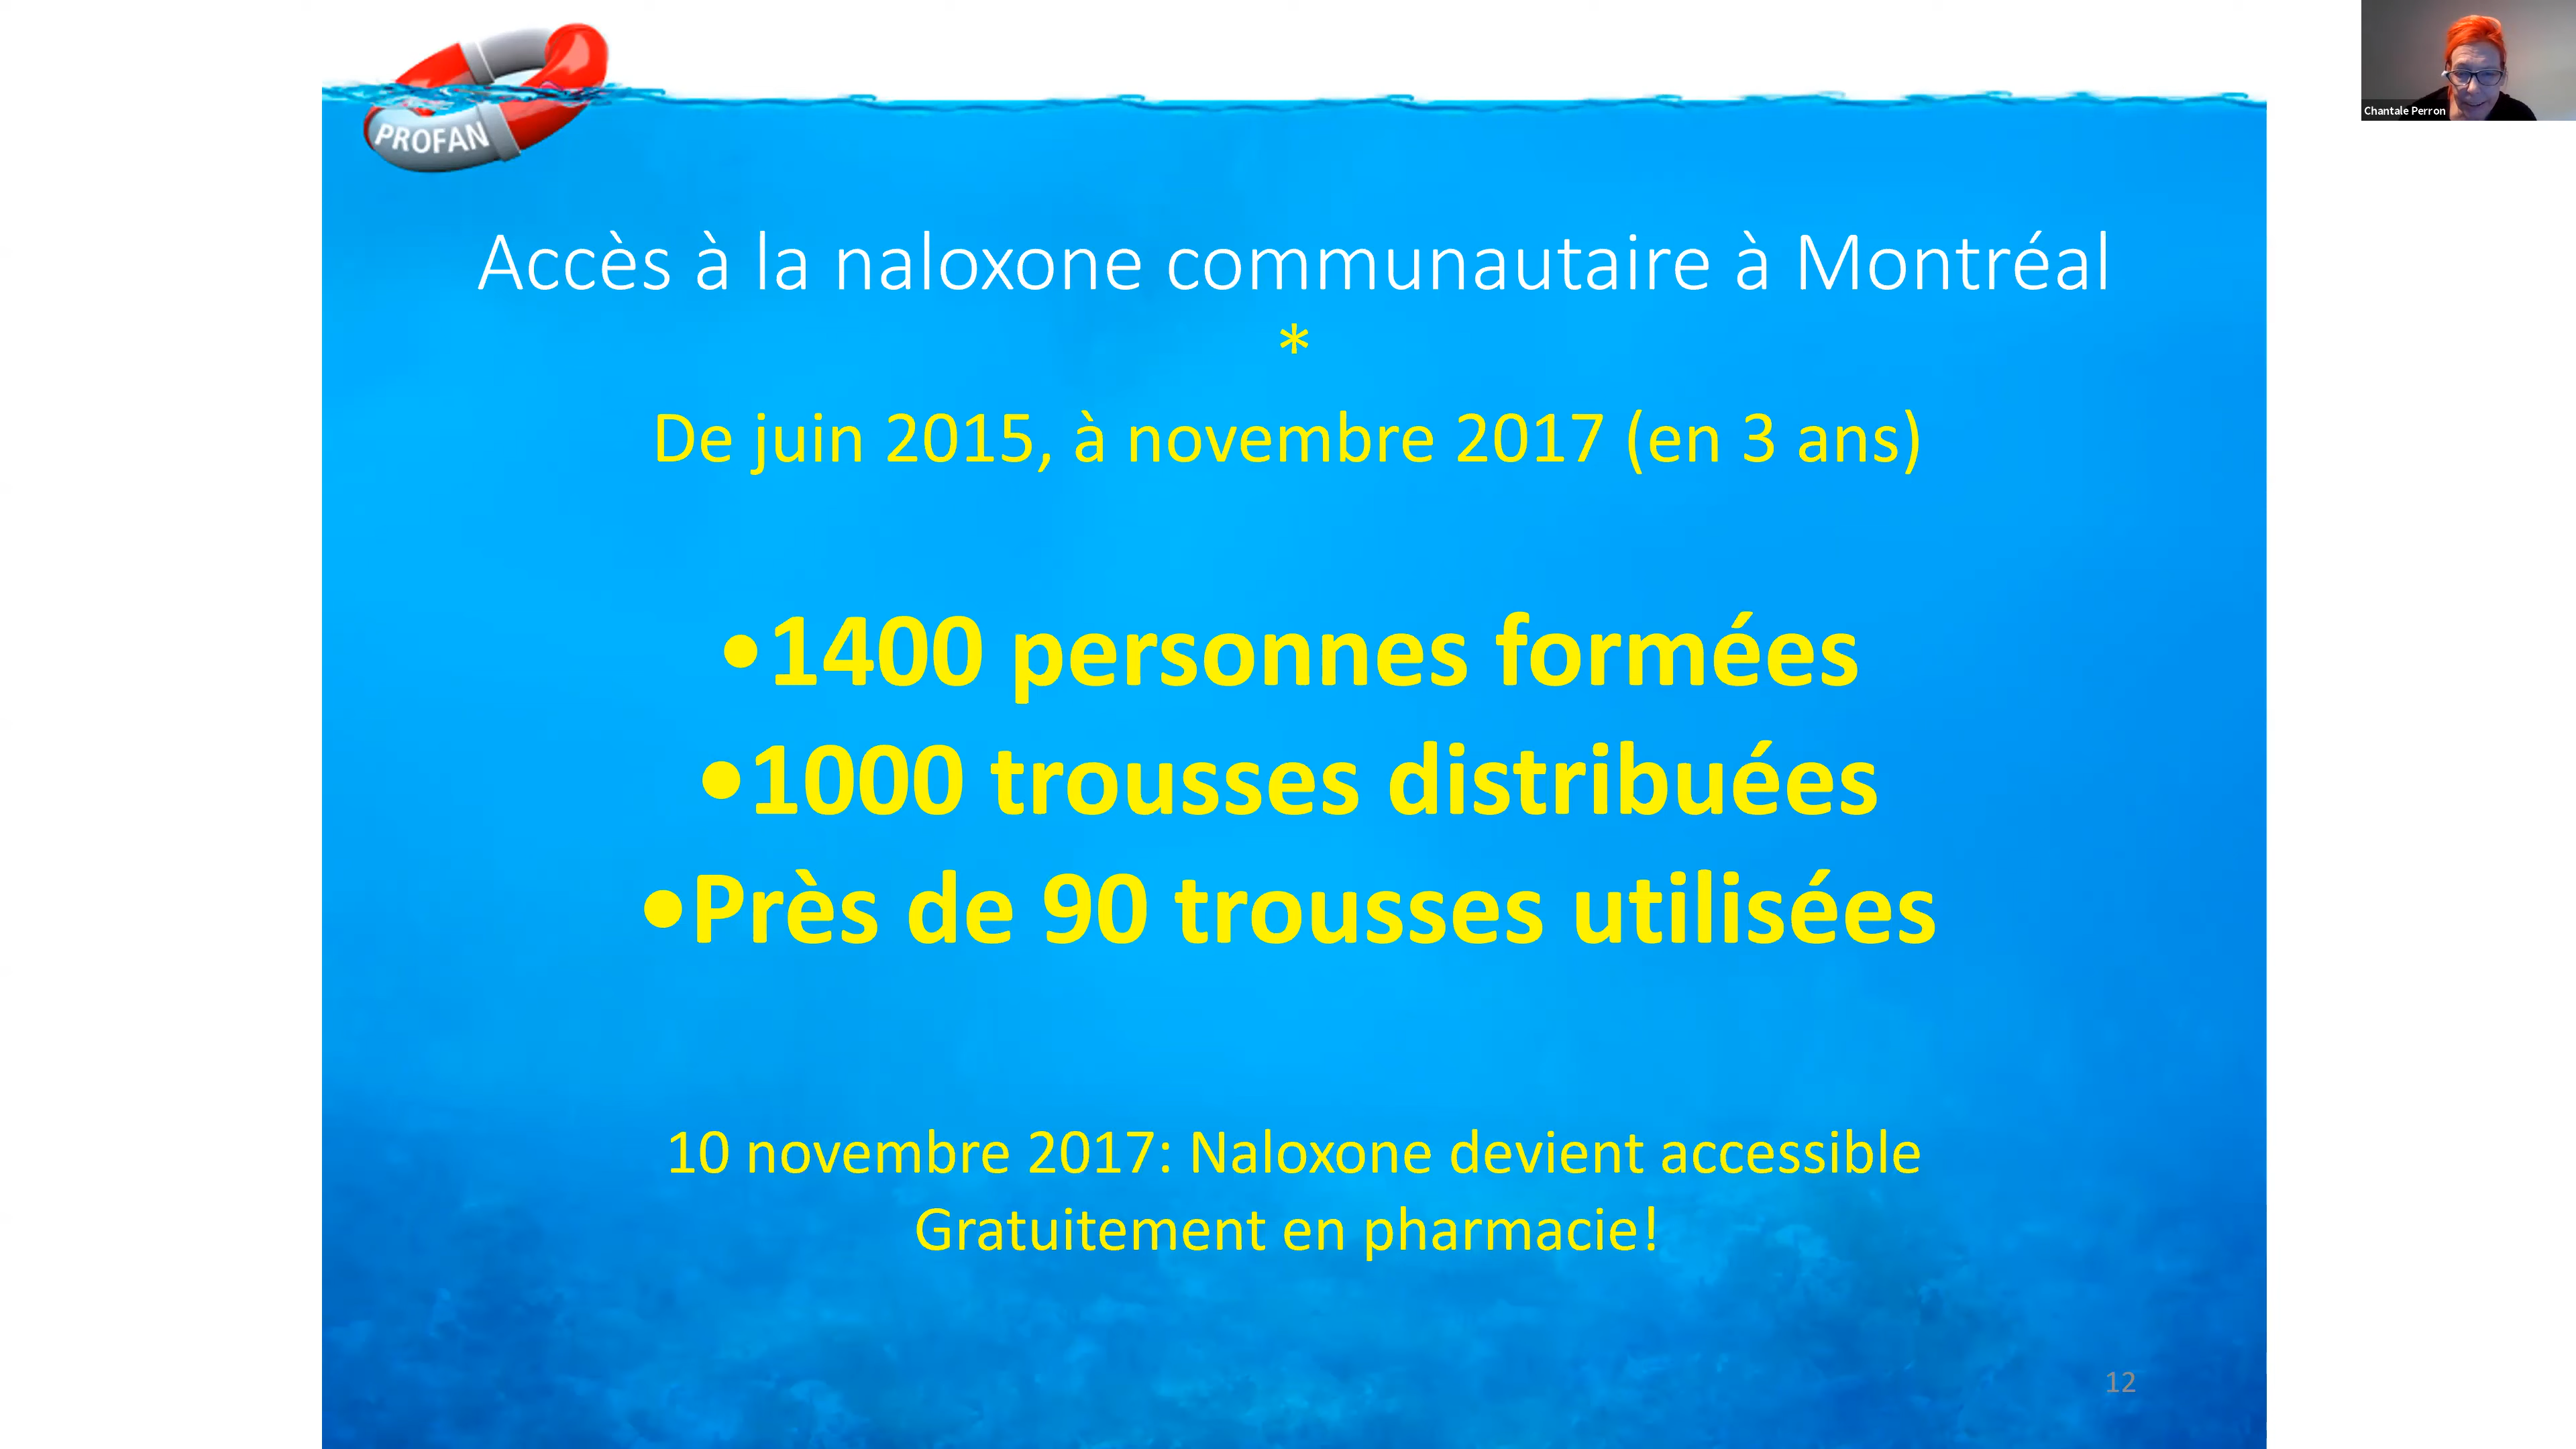 PROFAN
Chantale Perron
Accès à la naloxone communautaire à Montréal
*
De juin 2015, à novembre 2017 (en 3 ans)
•1400 personnes formées
•1000 trousses distribuées
•Près de 90 trousses utilisées
10 novembre 2017: Naloxone devient accessible
Gratuitement en pharmacie!
12